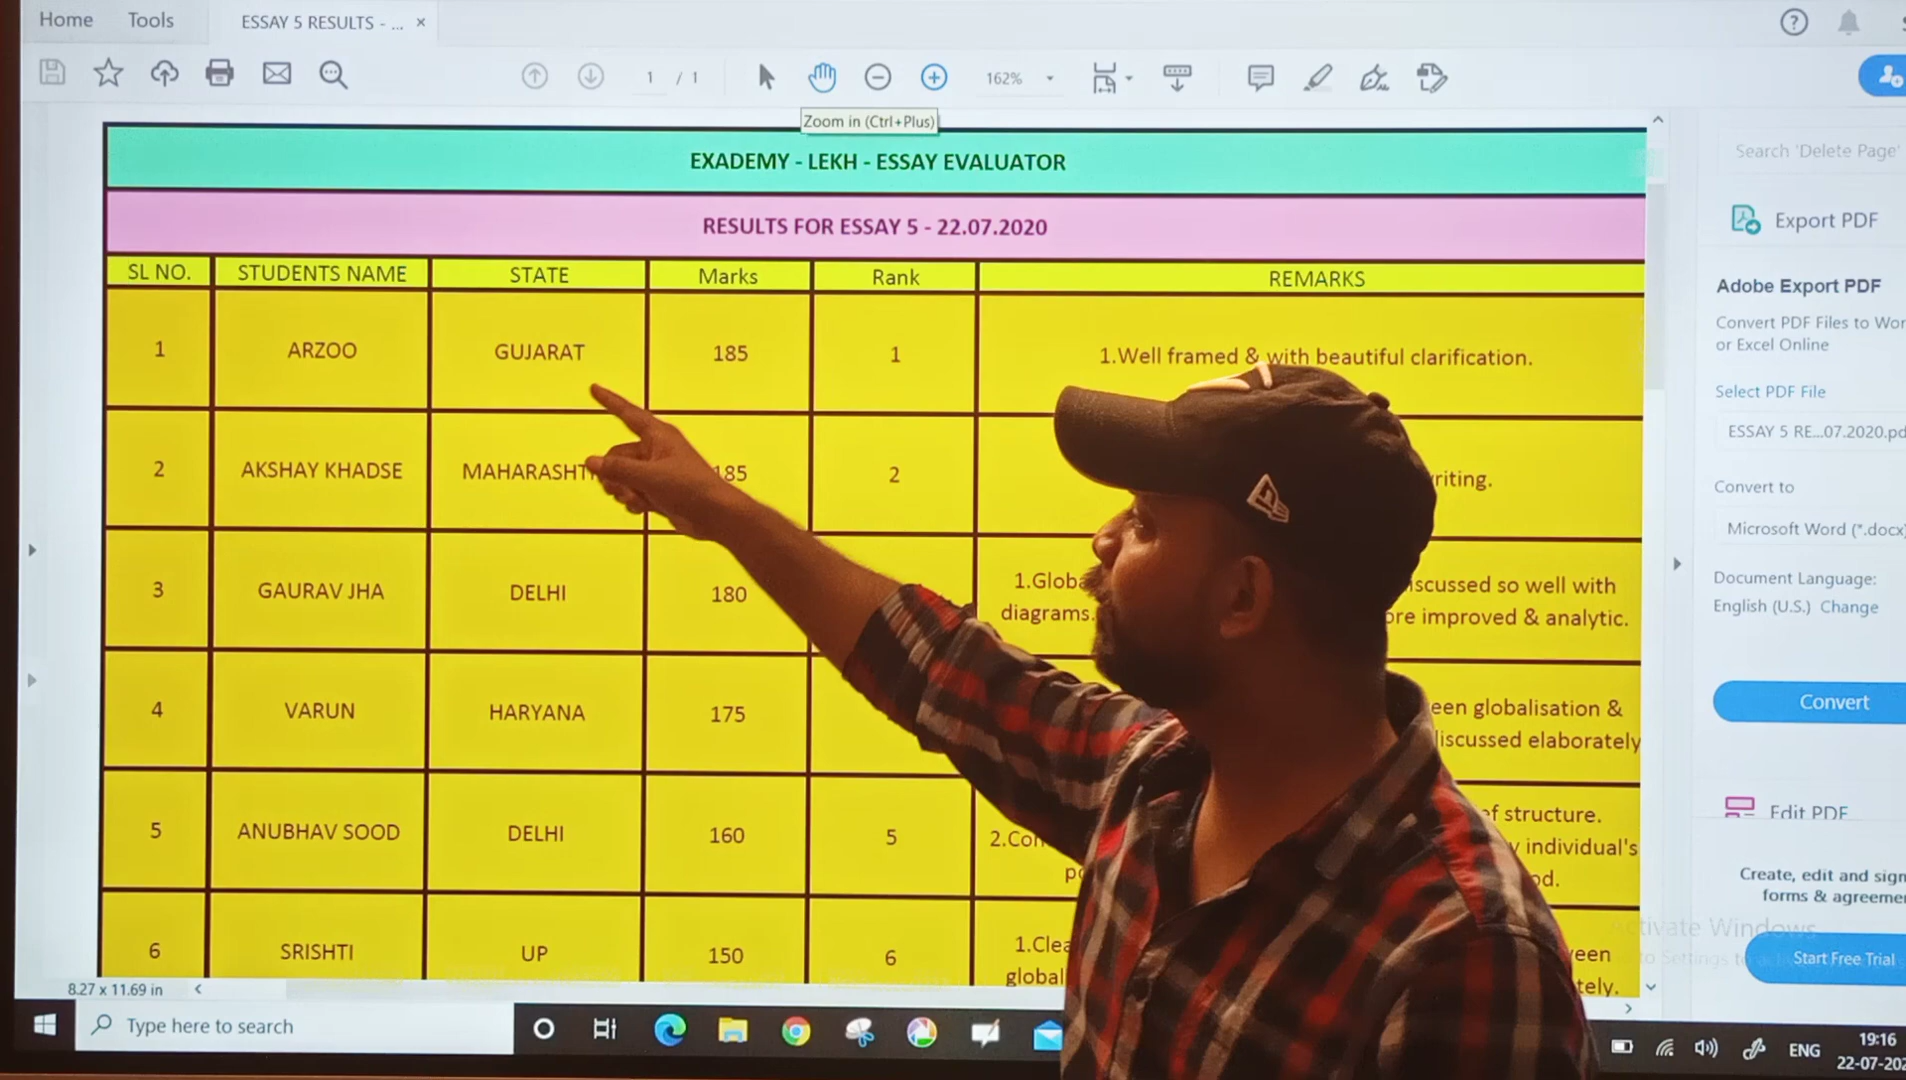 Home Tools ESSAY 5 RESULTS - ... ×
1 / 1 162%
Zoom in (Ctrl+Plus)
EXADEMY - LEKH - ESSAY EVALUATOR
RESULTS FOR ESSAY 5 - 22.07.2020
SL NO. STUDENTS NAME STATE Marks Rank REMARKS
1 ARZOO GUJARAT 185 1 1.Well framed & with beautiful clarification.
2 AKSHAY KHADSE MAHARASHT 185 2
3 GAURAV JHA DELHI 180 1.Globa iscussed so well with
diagrams. ore improved & analytic.
4 VARUN HARYANA 175 een globalisation &
discussed elaborately
5 ANUBHAV SOOD DELHI 160 5 of structure.
2.Con y individual's
6 SRISHTI UP 150 6 1.Clea een
global tely.
8.27 x 11.69 in
Search 'Delete Page'
Export PDF
Adobe Export PDF
Convert PDF Files to Wor
or Excel Online
Select PDF File
ESSAY 5 RE...07.2020.pd
Convert to
Microsoft Word (*.docx)
Document Language:
English (U.S.) Change
Convert
Edit PDF
Create, edit and sign
forms & agreemen
Activate Windows
Start Free Trial
Type here to search
ENG 19:16
22-07-202